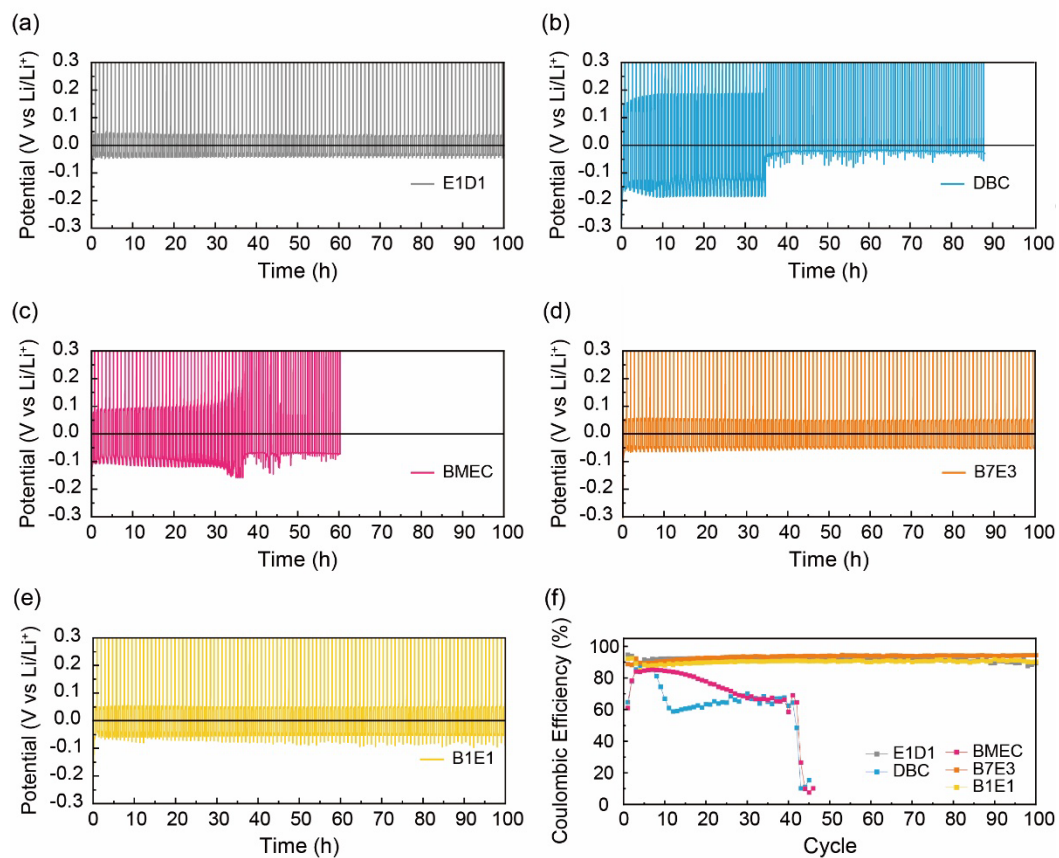 (a)
0.3
0.2
0.1
0.0
-0.1
-0.2
-0.3
Potential (V vs Li/Li⁺)
E1D1
0 10 20 30 40 50 60 70 80 90 100
Time (h)
(b)
0.3
0.2
0.1
0.0
-0.1
-0.2
-0.3
Potential (V vs Li/Li⁺)
DBC
0 10 20 30 40 50 60 70 80 90 100
Time (h)
(c)
0.3
0.2
0.1
0.0
-0.1
-0.2
-0.3
Potential (V vs Li/Li⁺)
BMEC
0 10 20 30 40 50 60 70 80 90 100
Time (h)
(d)
0.3
0.2
0.1
0.0
-0.1
-0.2
-0.3
Potential (V vs Li/Li⁺)
B7E3
0 10 20 30 40 50 60 70 80 90 100
Time (h)
(e)
0.3
0.2
0.1
0.0
-0.1
-0.2
-0.3
Potential (V vs Li/Li⁺)
B1E1
0 10 20 30 40 50 60 70 80 90 100
Time (h)
(f)
100
80
60
40
20
0
Coulombic Efficiency (%)
E1D1 BMEC
DBC B7E3
B1E1
0 10 20 30 40 50 60 70 80 90 100
Cycle